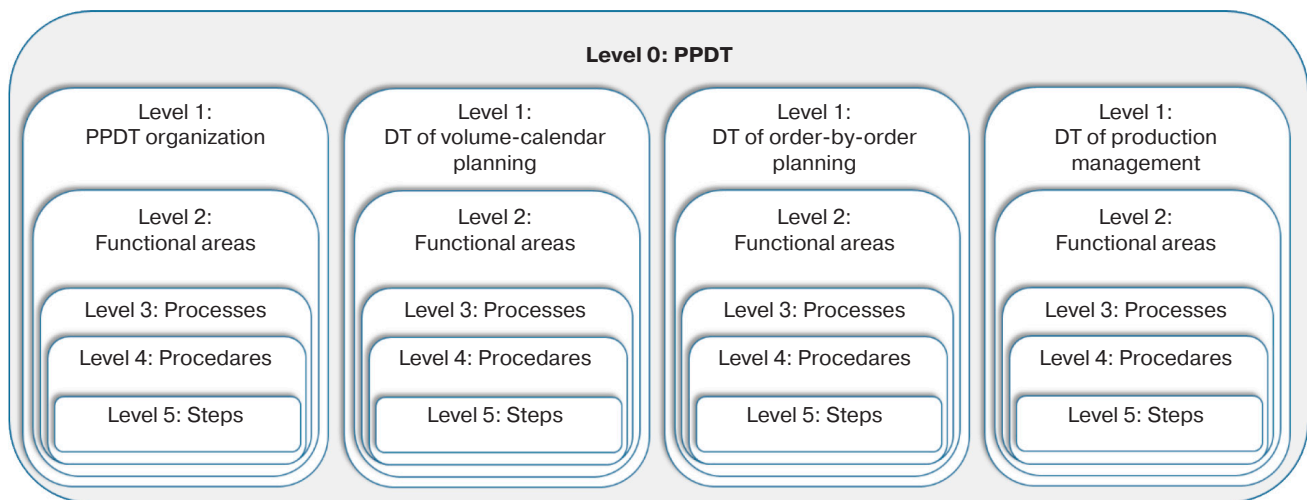 Level 0: PPDT
Level 1:
PPDT organization
Level 2:
Functional areas
Level 3: Processes
Level 4: Procedares
Level 5: Steps
Level 1:
DT of volume-calendar
planning
Level 2:
Functional areas
Level 3: Processes
Level 4: Procedares
Level 5: Steps
Level 1:
DT of order-by-order
planning
Level 2:
Functional areas
Level 3: Processes
Level 4: Procedares
Level 5: Steps
Level 1:
DT of production
management
Level 2:
Functional areas
Level 3: Processes
Level 4: Procedares
Level 5: Steps